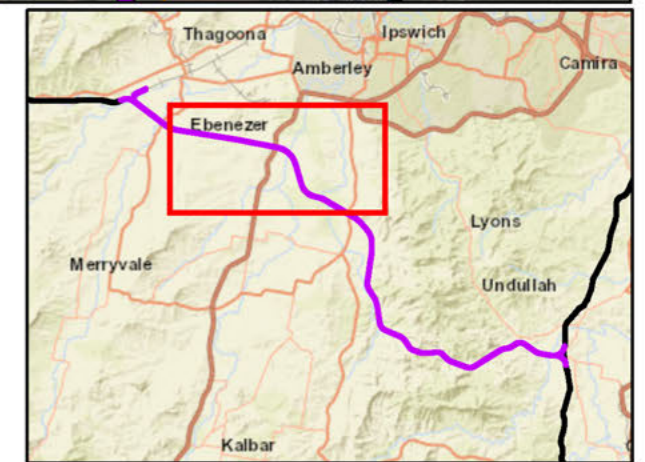 Thagoona
Ipswich
Amberley
Camira
Ebenezer
Lyons
Merryvale
Undullah
Kalbar